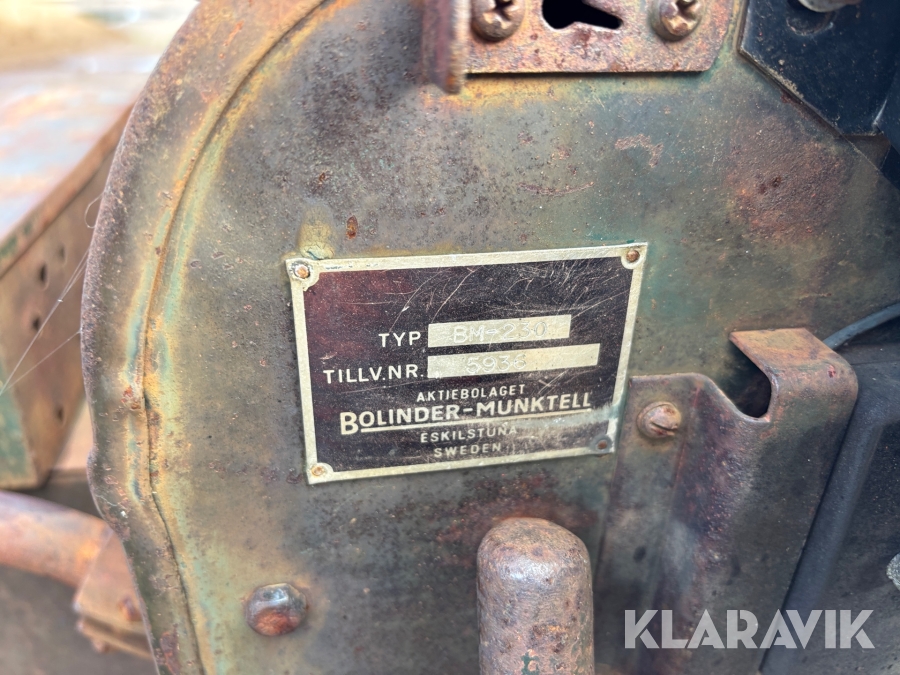 TYP BM-230
TILLV.NR. 5936
AKTIEBOLAGET
BOLINDER-MUNKTELL
ESKILSTUNA
SWEDEN
KLARAVIK